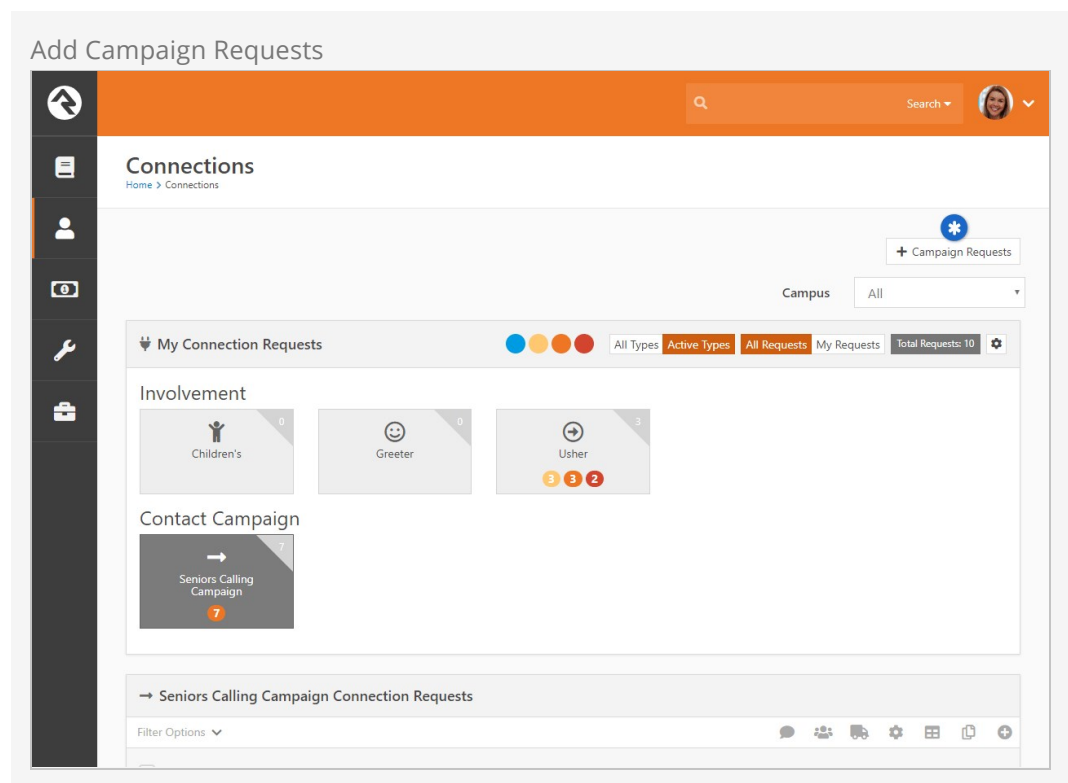 Add Campaign Requests
Search
Connections
Home > Connections
+ Campaign Requests
Campus All
My Connection Requests All Types Active Types All Requests My Requests Total Requests: 10
Involvement
0 0 3
Children's Greeter Usher
3 3 2
Contact Campaign
7
Seniors Calling
Campaign
7
Seniors Calling Campaign Connection Requests
Filter Options